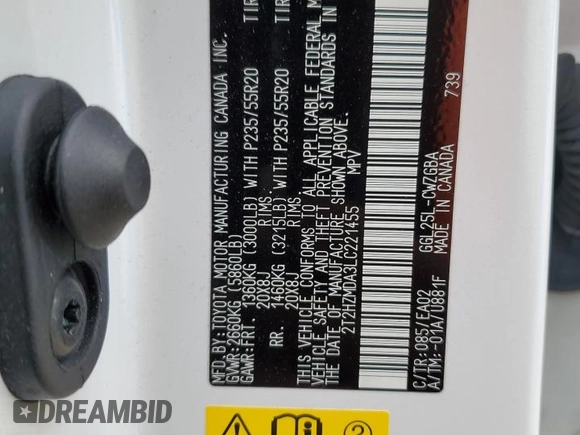 MFD.BY:TOYOTA MOTOR MANUFACTURING CANADA INC.
GVWR:2660KG (5860LB)
GAWR:FRT. 1360KG (3000LB) WITH P235/55R20 TIR
20X8J RIMS,
RR. 1460KG (3215LB) WITH P235/55R20 TIR
20X8J RIMS,
THIS VEHICLE CONFORMS TO ALL APPLICABLE FEDERAL M
VEHICLE SAFETY AND THEFT PREVENTION STANDARDS IN
THE DATE OF MANUFACTURE SHOWN ABOVE.
2T2HZMDA3LC221455 MPV
739
C/TR:085/EA02 GGL25L-CWZGBA
A/TM:-01A/U881F MADE IN CANADA
DREAMBID